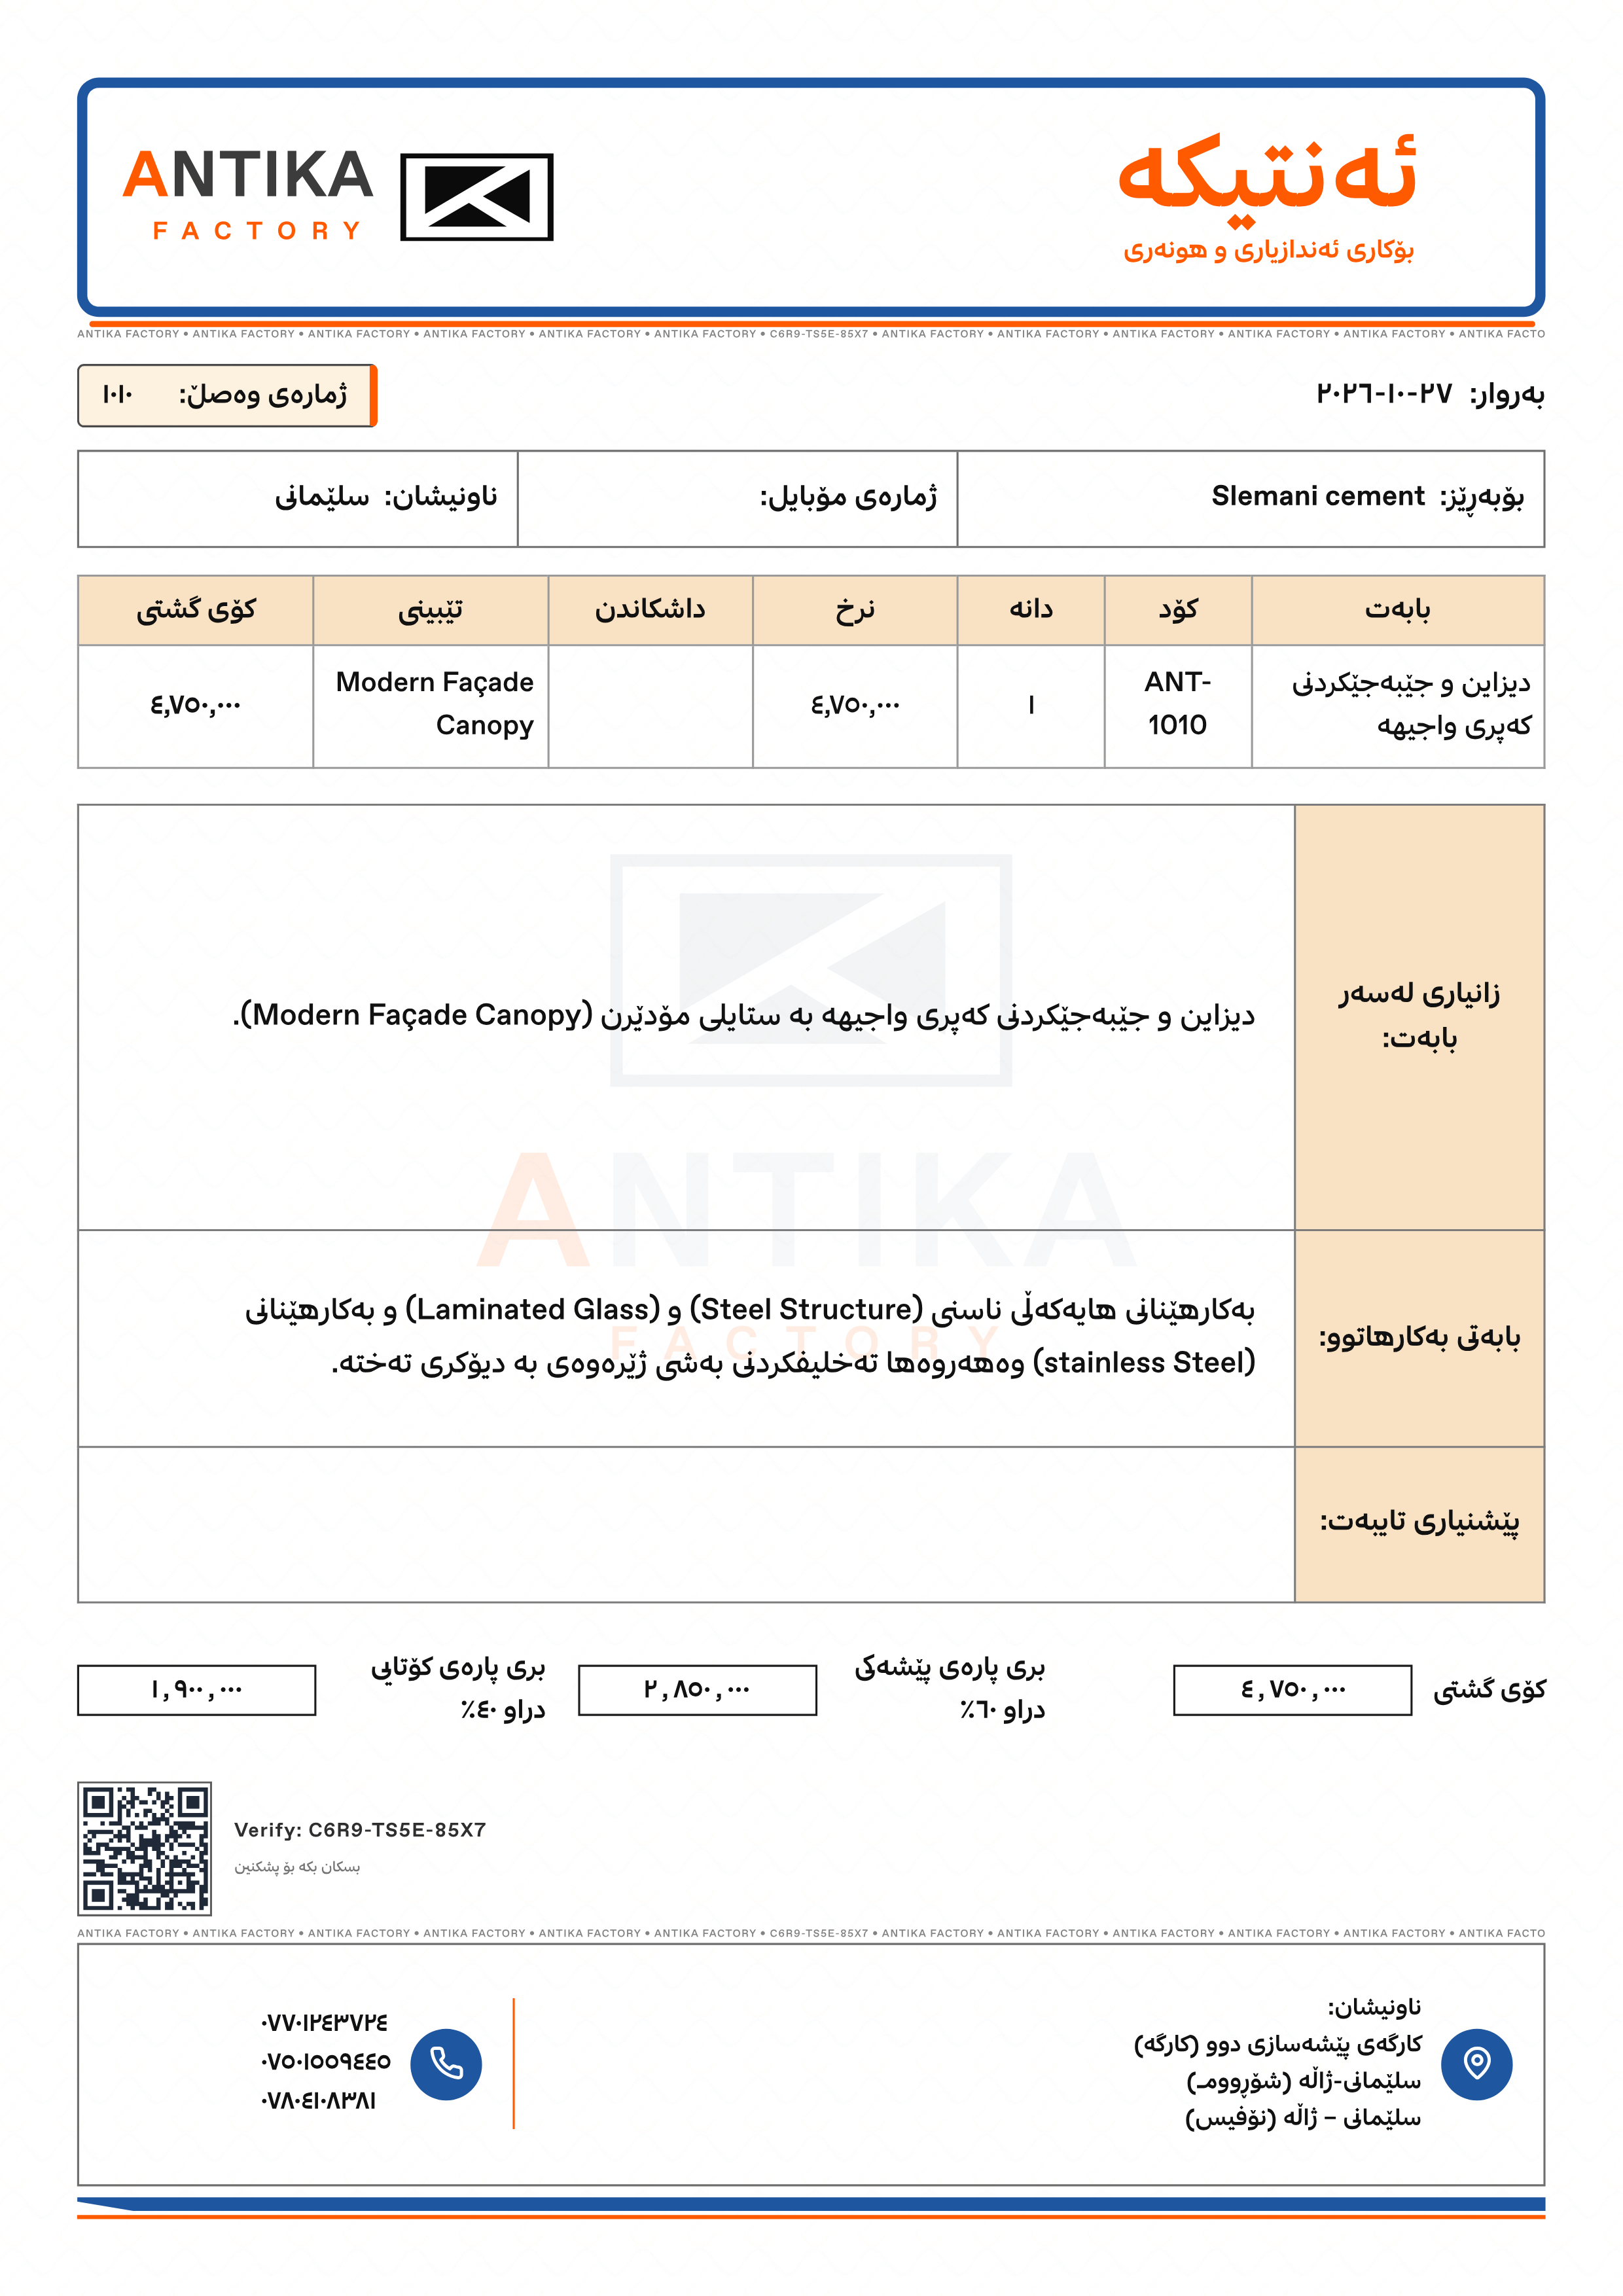 ANTIKA
FACTORY
ئەنتیکە
بۆکاری ئەندازیاری و هونەری
ANTIKA FACTORY • ANTIKA FACTORY • ANTIKA FACTORY • ANTIKA FACTORY • ANTIKA FACTORY • ANTIKA FACTORY • C6R9-TS5E-85X7 • ANTIKA FACTORY • ANTIKA FACTORY • ANTIKA FACTORY • ANTIKA FACTORY • ANTIKA FACTORY • ANTIKA FACTO
بەروار: ٢٧-١٠-٢٠٢٦
ژمارەی وەصڵ: ١٠١٠
بۆبەڕێز: Slemani cement
ژمارەی مۆبایل:
ناونیشان: سلێمانی
بابەت کۆد دانە نرخ داشکاندن تێبینی کۆی گشتی
دیزاین و جێبەجێکردنی
کەپری واجیهە
ANT-
1010
١
٤,٧٥٠,٠٠٠
Modern Façade
Canopy
٤,٧٥٠,٠٠٠
زانیاری لەسەر
بابەت:
دیزاین و جێبەجێکردنی کەپری واجیهە بە ستایلی مۆدێرن (Modern Façade Canopy).
ANTIKA
FACTORY
بابەتی بەکارهاتوو:
بەکارهێنانی هایەکەڵی ناسنی (Steel Structure) و (Laminated Glass) و بەکارهێنانی
(stainless Steel) وەهەروەها تەخلیفکردنی بەشی ژێرەوەی بە دیۆکری تەختە.
پێشنیاری تایبەت:
کۆی گشتی
٤,٧٥٠,٠٠٠
بری پارەی پێشەکی
دراو ٦٠٪
٢,٨٥٠,٠٠٠
بری پارەی کۆتایی
دراو ٤٠٪
١,٩٠٠,٠٠٠
Verify: C6R9-TS5E-85X7
بسکان بکە بۆ پشکنین
ANTIKA FACTORY • ANTIKA FACTORY • ANTIKA FACTORY • ANTIKA FACTORY • ANTIKA FACTORY • ANTIKA FACTORY • C6R9-TS5E-85X7 • ANTIKA FACTORY • ANTIKA FACTORY • ANTIKA FACTORY • ANTIKA FACTORY • ANTIKA FACTORY • ANTIKA FACTO
ناونیشان:
کارگەی پێشەسازی دوو (کارگە)
سلێمانی-ژاڵە (شۆڕوومـ)
سلێمانی – ژاڵە (نۆفیس)
٠٧٧٠١٢٤٣٧٢٤
٠٧٥٠١٥٥٩٤٤٥
٠٧٨٠٤١٠٨٣٨١